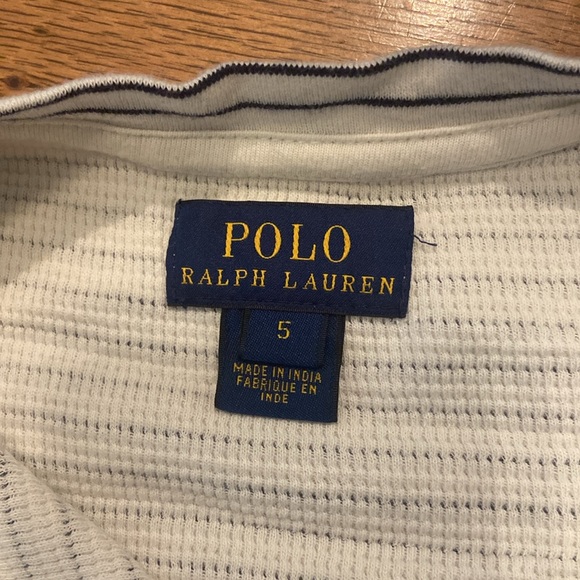 POLO
RALPH LAUREN
5
MADE IN INDIA
FABRIQUE EN
INDE